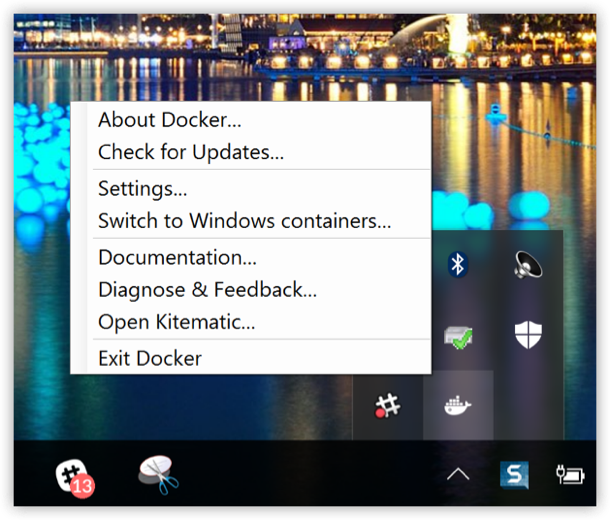 About Docker...
Check for Updates...
Settings...
Switch to Windows containers...
Documentation...
Diagnose & Feedback...
Open Kitematic...
Exit Docker
13
S